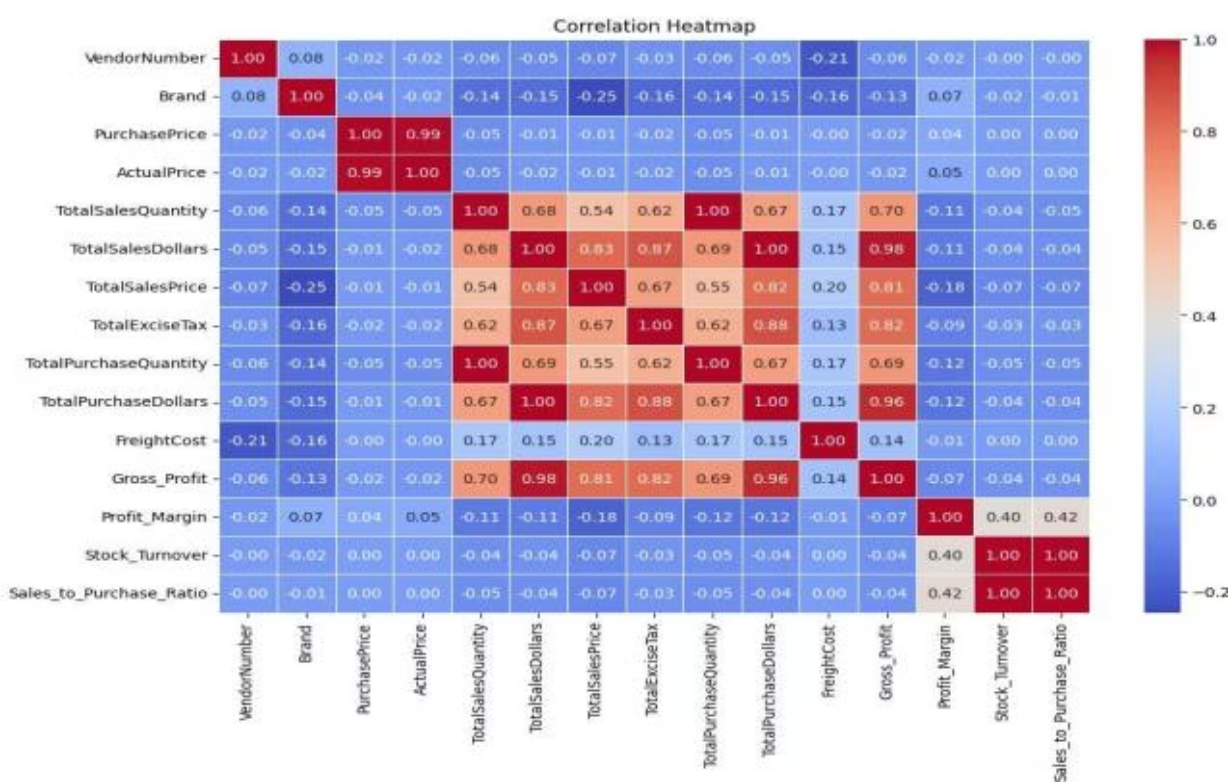 Correlation Heatmap
VendorNumber 1.00 0.08 -0.02 -0.02 -0.06 -0.05 -0.07 -0.03 -0.06 -0.05 -0.21 -0.06 -0.02 -0.00 -0.00
Brand 0.08 1.00 -0.04 -0.02 -0.14 -0.15 -0.25 -0.16 -0.14 -0.15 -0.16 -0.13 0.07 -0.02 -0.01
PurchasePrice -0.02 -0.04 1.00 0.99 -0.05 -0.01 -0.01 -0.02 -0.05 -0.01 -0.00 -0.02 0.04 0.00 0.00
ActualPrice -0.02 -0.02 0.99 1.00 -0.05 -0.02 -0.01 -0.02 -0.05 -0.01 -0.00 -0.02 0.05 0.00 0.00
TotalSalesQuantity -0.06 -0.14 -0.05 -0.05 1.00 0.68 0.54 0.62 1.00 0.67 0.17 0.70 -0.11 -0.04 -0.05
TotalSalesDollars -0.05 -0.15 -0.01 -0.02 0.68 1.00 0.83 0.87 0.69 1.00 0.15 0.98 -0.11 -0.04 -0.04
TotalSalesPrice -0.07 -0.25 -0.01 -0.01 0.54 0.83 1.00 0.67 0.55 0.82 0.20 0.81 -0.18 -0.07 -0.07
TotalExciseTax -0.03 -0.16 -0.02 -0.02 0.62 0.87 0.67 1.00 0.62 0.88 0.13 0.82 -0.09 -0.03 -0.03
TotalPurchaseQuantity -0.06 -0.14 -0.05 -0.05 1.00 0.69 0.55 0.62 1.00 0.67 0.17 0.69 -0.12 -0.05 -0.05
TotalPurchaseDollars -0.05 -0.15 -0.01 -0.01 0.67 1.00 0.82 0.88 0.67 1.00 0.15 0.96 -0.12 -0.04 -0.04
FreightCost -0.21 -0.16 -0.00 -0.00 0.17 0.15 0.20 0.13 0.17 0.15 1.00 0.14 -0.01 0.00 0.00
Gross_Profit -0.06 -0.13 -0.02 -0.02 0.70 0.98 0.81 0.82 0.69 0.96 0.14 1.00 -0.07 -0.04 -0.04
Profit_Margin -0.02 0.07 0.04 0.05 -0.11 -0.11 -0.18 -0.09 -0.12 -0.12 -0.01 -0.07 1.00 0.40 0.42
Stock_Turnover -0.00 -0.02 0.00 0.00 -0.04 -0.04 -0.07 -0.03 -0.05 -0.04 0.00 -0.04 0.40 1.00 1.00
Sales_to_Purchase_Ratio -0.00 -0.01 0.00 0.00 -0.05 -0.04 -0.07 -0.03 -0.05 -0.04 0.00 -0.04 0.42 1.00 1.00
VendorNumber
Brand
PurchasePrice
ActualPrice
TotalSalesQuantity
TotalSalesDollars
TotalSalesPrice
TotalExciseTax
TotalPurchaseQuantity
TotalPurchaseDollars
FreightCost
Gross_Profit
Profit_Margin
Stock_Turnover
Sales_to_Purchase_Ratio
1.0
0.8
0.6
0.4
0.2
0.0
-0.2